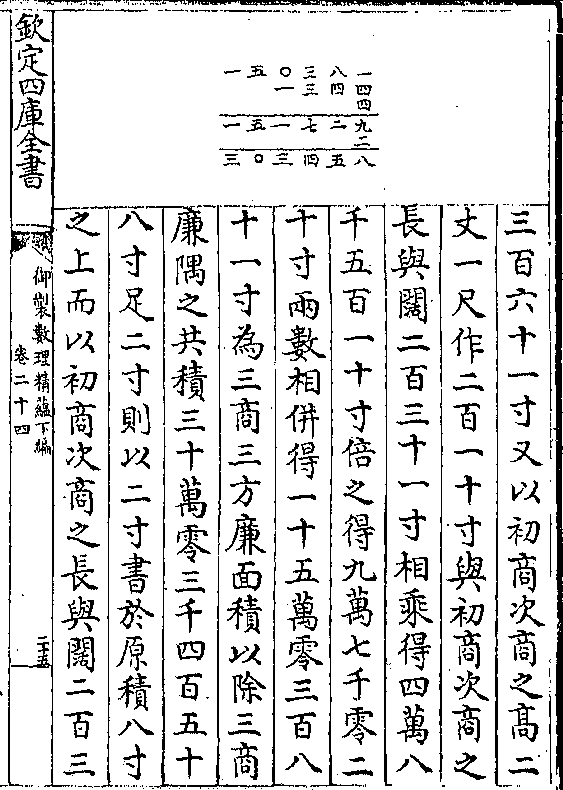 一五〇三八一
一三四四
四
一五一七二九
二
三〇三四五八
三百六十一寸又以初商次商之髙二
丈一尺作二百一十寸與初商次商之
長與闊二百三十一寸相乘得四萬八
千五百一十寸倍之得九萬七千零二
十寸兩數相併得一十五萬零三百八
十一寸為三商三方廉面積以除三商
廉隅之共積三十萬零三千四百五十
八寸足二寸則以二寸書於原積八寸
之上而以初商次商之長與闊二百三
欽定四庫全書
御製數理精蘊下編
卷二十四
二十五